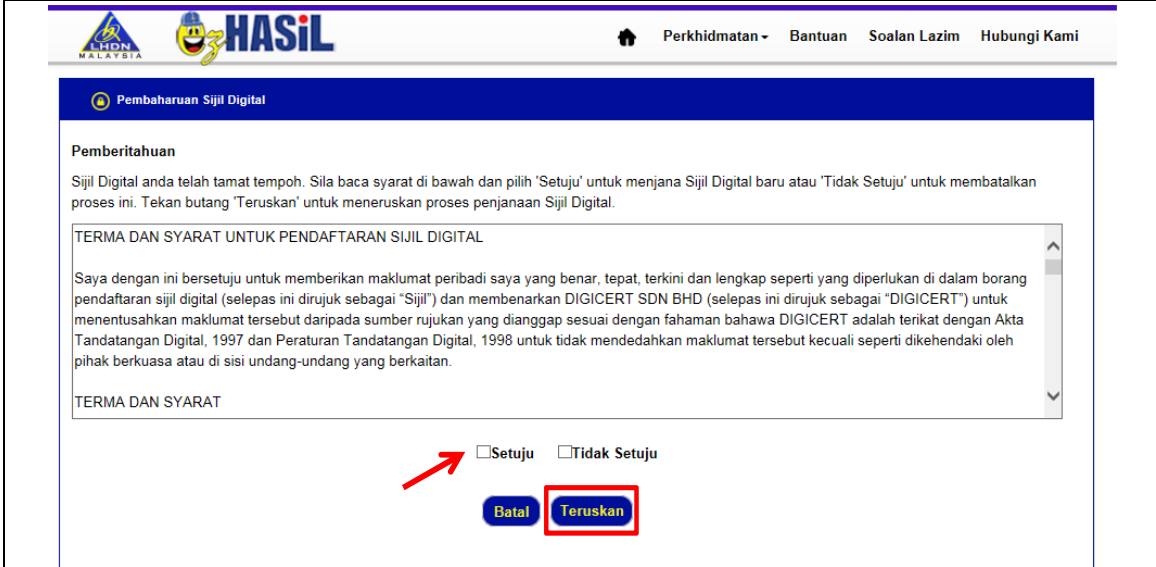 LHDN
MALAYSIA
ezHASiL
Perkhidmatan
Bantuan
Soalan Lazim
Hubungi Kami
Pembaharuan Sijil Digital
Pemberitahuan
Sijil Digital anda telah tamat tempoh. Sila baca syarat di bawah dan pilih 'Setuju' untuk menjana Sijil Digital baru atau 'Tidak Setuju' untuk membatalkan
proses ini. Tekan butang 'Teruskan' untuk meneruskan proses penjanaan Sijil Digital.
TERMA DAN SYARAT UNTUK PENDAFTARAN SIJIL DIGITAL
Saya dengan ini bersetuju untuk memberikan maklumat peribadi saya yang benar, tepat, terkini dan lengkap seperti yang diperlukan di dalam borang
pendaftaran sijil digital (selepas ini dirujuk sebagai “Sijil”) dan membenarkan DIGICERT SDN BHD (selepas ini dirujuk sebagai “DIGICERT”) untuk
menentusahkan maklumat tersebut daripada sumber rujukan yang dianggap sesuai dengan fahaman bahawa DIGICERT adalah terikat dengan Akta
Tandatangan Digital, 1997 dan Peraturan Tandatangan Digital, 1998 untuk tidak mendedahkan maklumat tersebut kecuali seperti dikehendaki oleh
pihak berkuasa atau di sisi undang-undang yang berkaitan.
TERMA DAN SYARAT
Setuju
Tidak Setuju
Batal
Teruskan